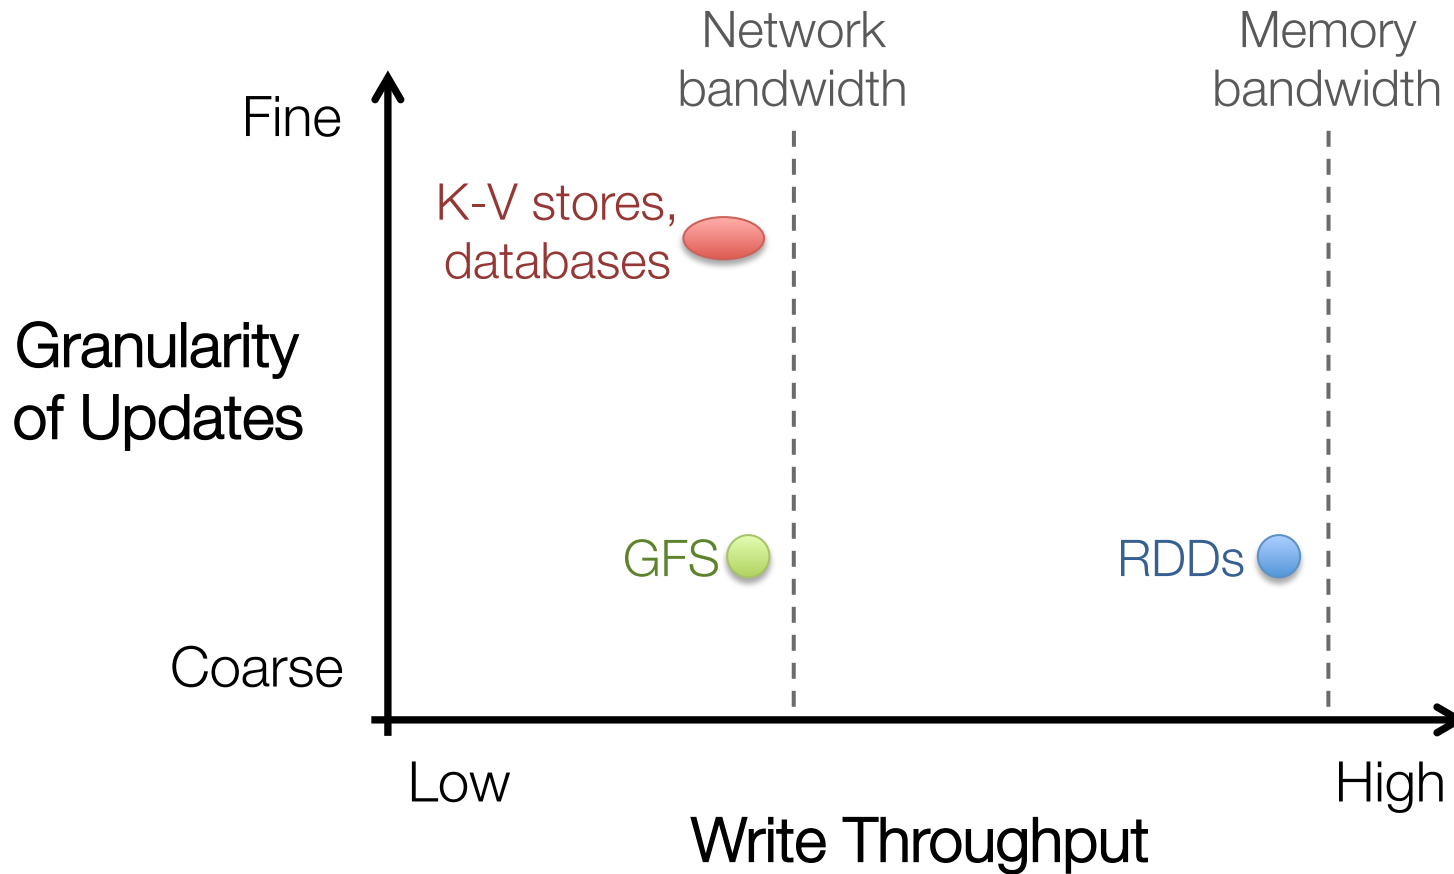 Network
bandwidth
Memory
bandwidth
Fine
K-V stores,
databases
Granularity
of Updates
GFS
RDDs
Coarse
Low
High
Write Throughput